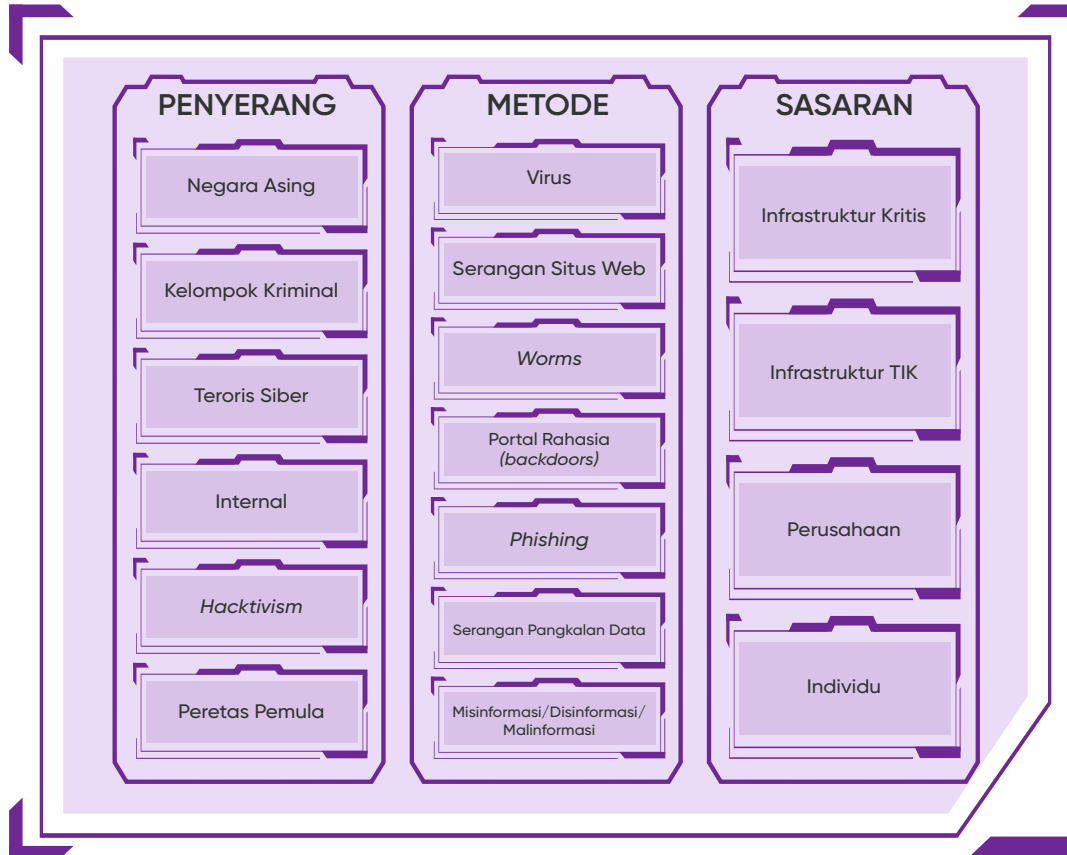 PENYERANG
Negara Asing
Kelompok Kriminal
Teroris Siber
Internal
Hacktivism
Peretas Pemula
METODE
Virus
Serangan Situs Web
Worms
Portal Rahasia
(backdoors)
Phishing
Serangan Pangkalan Data
Misinformasi/Disinformasi/
Malinformasi
SASARAN
Infrastruktur Kritis
Infrastruktur TIK
Perusahaan
Individu